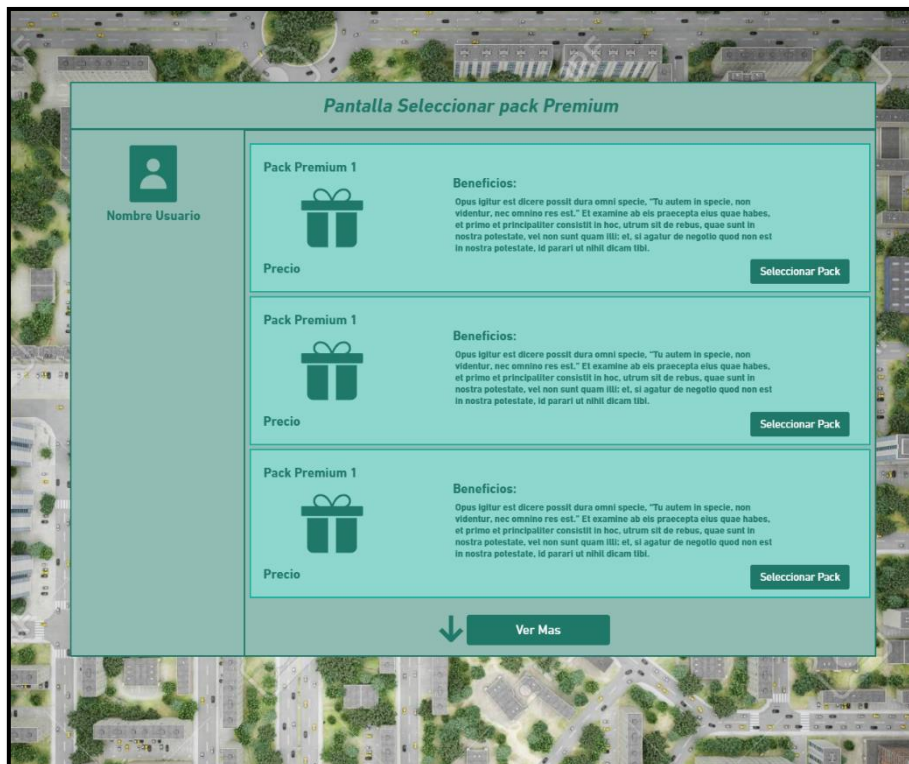 Pantalla Seleccionar pack Premium
Nombre Usuario
Pack Premium 1
Beneficios:
Opus igitur est dicere possit dura omni specie, "Tu autem in specie, non
videntur, nec omnino res est." Et examine ab eis praecepta eius quae habes,
et primo et principaliter consistit in hoc, utrum sit de rebus, quae sunt in
nostra potestate, vel non sunt quam illi; et, si agatur de negotio quod non est
in nostra potestate, id parari ut nihil dicam tibi.
Precio
Seleccionar Pack
Pack Premium 1
Beneficios:
Opus igitur est dicere possit dura omni specie, "Tu autem in specie, non
videntur, nec omnino res est." Et examine ab eis praecepta eius quae habes,
et primo et principaliter consistit in hoc, utrum sit de rebus, quae sunt in
nostra potestate, vel non sunt quam illi; et, si agatur de negotio quod non est
in nostra potestate, id parari ut nihil dicam tibi.
Precio
Seleccionar Pack
Pack Premium 1
Beneficios:
Opus igitur est dicere possit dura omni specie, "Tu autem in specie, non
videntur, nec omnino res est." Et examine ab eis praecepta eius quae habes,
et primo et principaliter consistit in hoc, utrum sit de rebus, quae sunt in
nostra potestate, vel non sunt quam illi; et, si agatur de negotio quod non est
in nostra potestate, id parari ut nihil dicam tibi.
Precio
Seleccionar Pack
Ver Mas